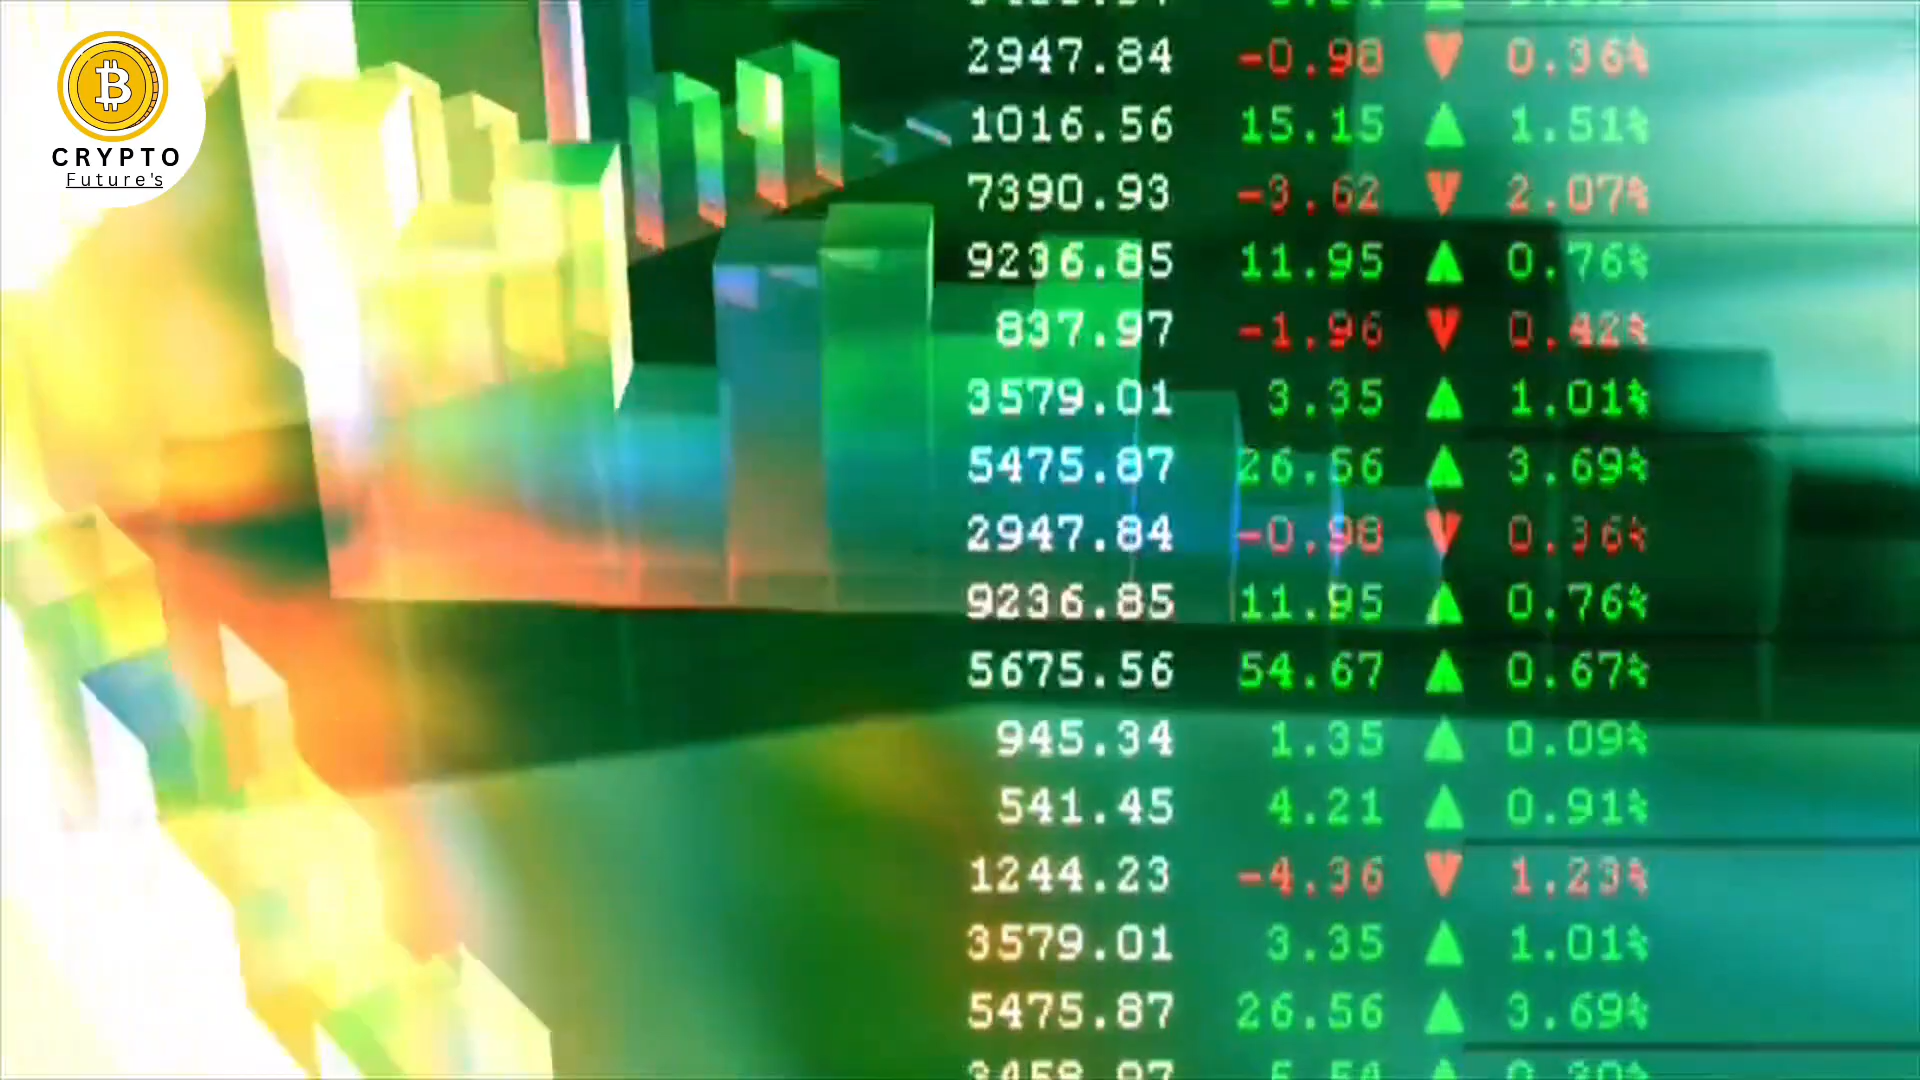 2947.84 -0.98 ▼ 0.36%
1016.56 15.15 ▲ 1.51%
7390.93 -3.62 ▼ 2.07%
9236.85 11.95 ▲ 0.76%
837.97 -1.96 ▼ 0.42%
3579.01 3.35 ▲ 1.01%
5475.87 26.56 ▲ 3.69%
2947.84 -0.98 ▼ 0.36%
9236.85 11.95 ▲ 0.76%
5675.56 54.67 ▲ 0.67%
945.34 1.35 ▲ 0.09%
541.45 4.21 ▲ 0.91%
1244.23 -4.36 ▼ 1.23%
3579.01 3.35 ▲ 1.01%
5475.87 26.56 ▲ 3.69%
B
CRYPTO
Future's